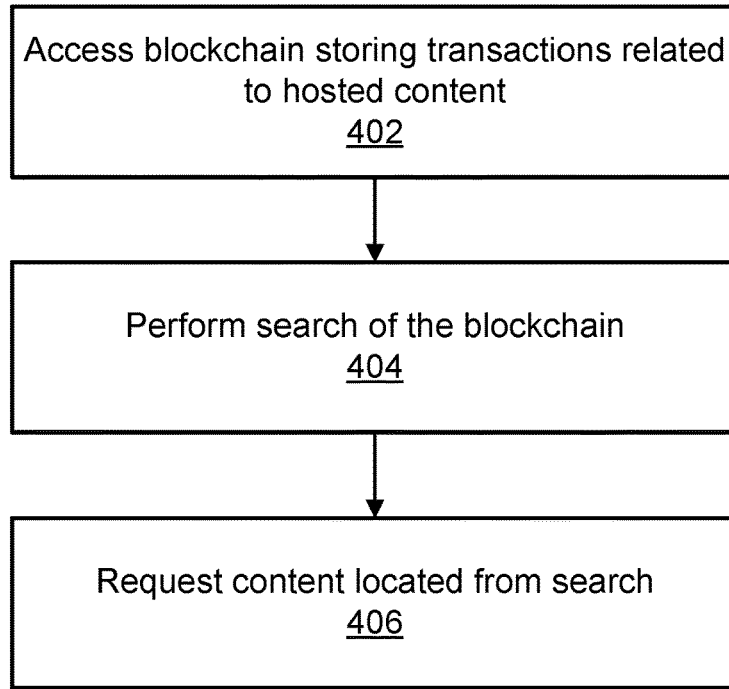 Access blockchain storing transactions related
to hosted content
402
Perform search of the blockchain
404
Request content located from search
406